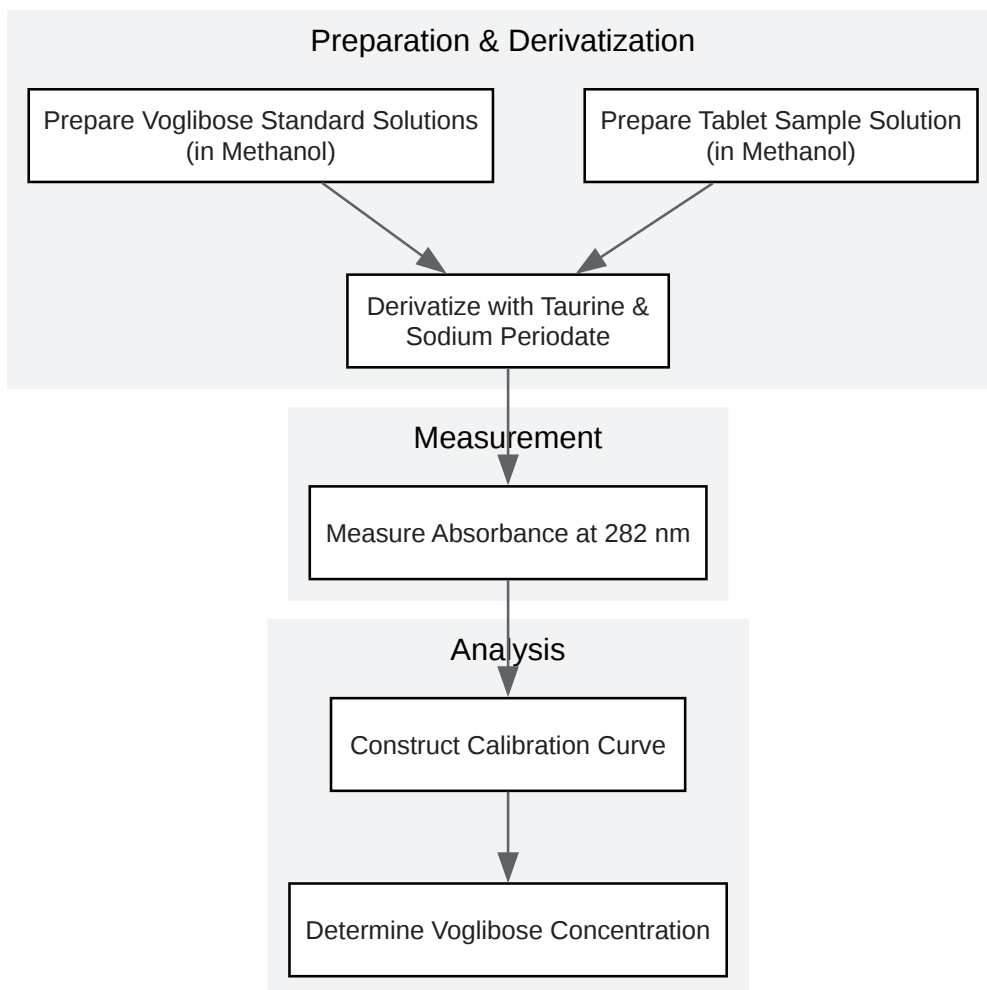 Preparation & Derivatization
Prepare Voglibose Standard Solutions
(in Methanol)
Prepare Tablet Sample Solution
(in Methanol)
Derivatize with Taurine &
Sodium Periodate
Measurement
Measure Absorbance at 282 nm
Analysis
Construct Calibration Curve
Determine Voglibose Concentration